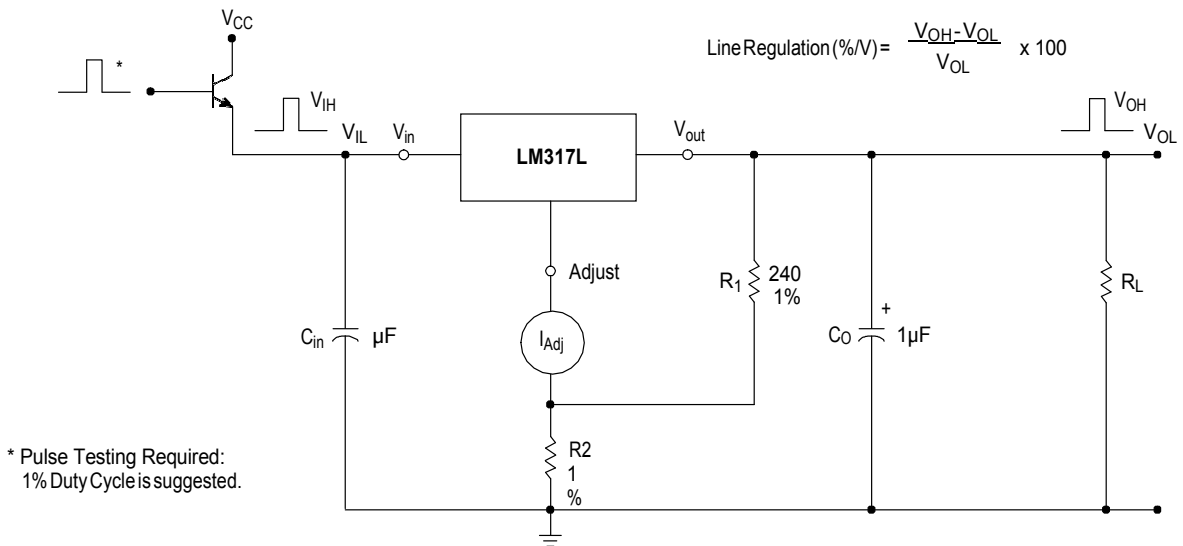 VCC
Line Regulation (%/V) = VOH - VOL
VOL
x 100
*
VIH
VIL
Vin
LM317L
Vout
VOH
VOL
Adjust
R1
240
1%
RL
+
Cin
µF
IAdj
CO
1µF
* Pulse Testing Required:
1% Duty Cycle is suggested.
R2
1
%